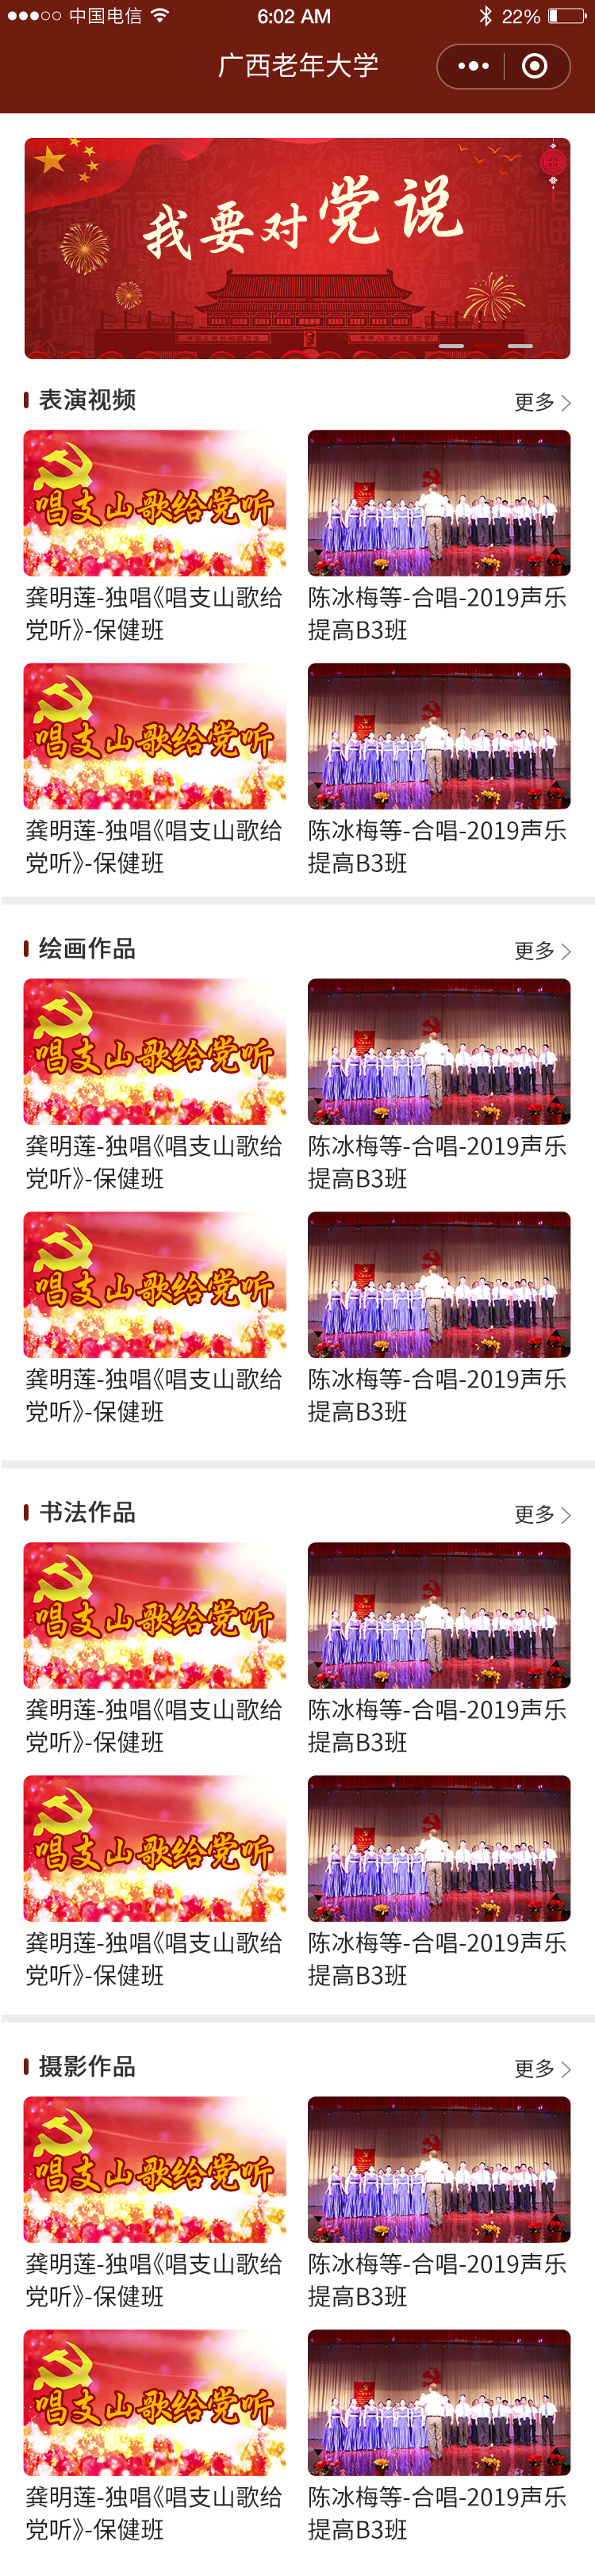 中国电信
6:02 AM
22%
广西老年大学
我要对党说
表演视频
更多
唱支山歌给党听
龚明莲-独唱《唱支山歌给
党听》-保健班
陈冰梅等-合唱-2019声乐
提高B3班
唱支山歌给党听
龚明莲-独唱《唱支山歌给
党听》-保健班
陈冰梅等-合唱-2019声乐
提高B3班
绘画作品
更多
唱支山歌给党听
龚明莲-独唱《唱支山歌给
党听》-保健班
陈冰梅等-合唱-2019声乐
提高B3班
唱支山歌给党听
龚明莲-独唱《唱支山歌给
党听》-保健班
陈冰梅等-合唱-2019声乐
提高B3班
书法作品
更多
唱支山歌给党听
龚明莲-独唱《唱支山歌给
党听》-保健班
陈冰梅等-合唱-2019声乐
提高B3班
唱支山歌给党听
龚明莲-独唱《唱支山歌给
党听》-保健班
陈冰梅等-合唱-2019声乐
提高B3班
摄影作品
更多
唱支山歌给党听
龚明莲-独唱《唱支山歌给
党听》-保健班
陈冰梅等-合唱-2019声乐
提高B3班
唱支山歌给党听
龚明莲-独唱《唱支山歌给
党听》-保健班
陈冰梅等-合唱-2019声乐
提高B3班